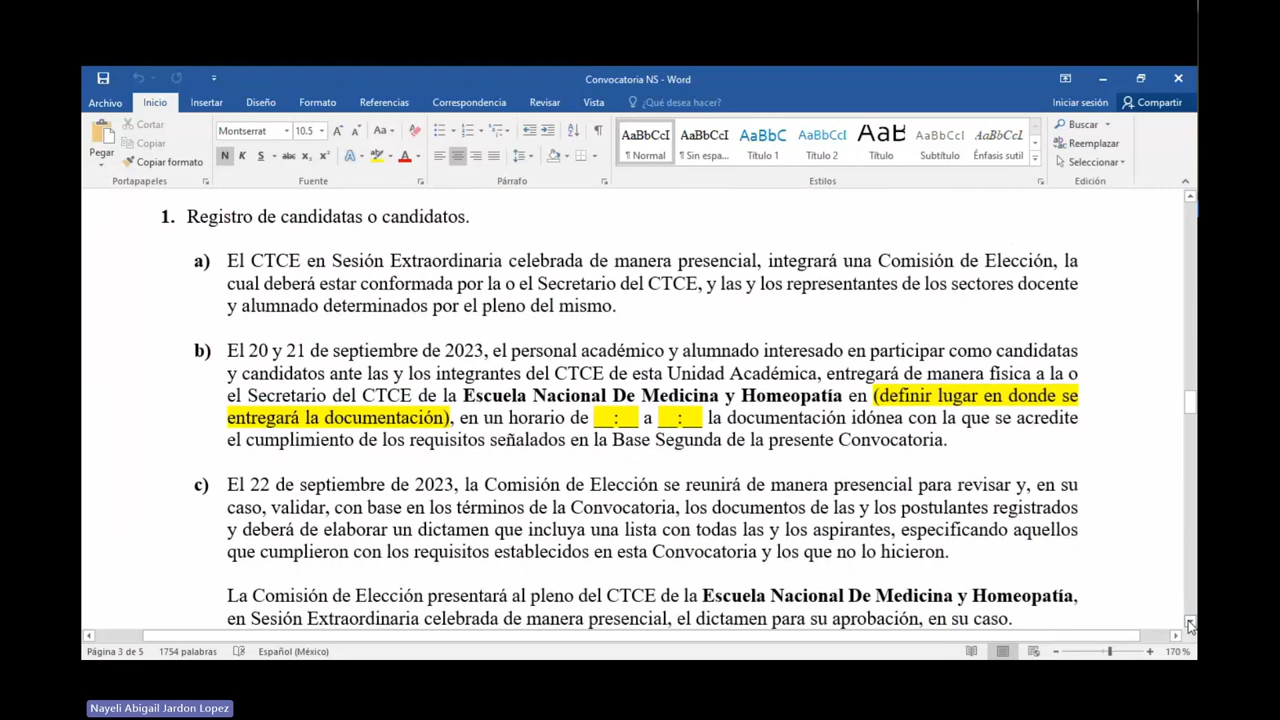 Convocatoria NS - Word
Archivo Inicio Insertar Diseño Formato Referencias Correspondencia Revisar Vista ¿Qué desea hacer? Iniciar sesión Compartir
Pegar Cortar Copiar Copiar formato
Montserrat 10.5 Aa
N K S abc x₂ x² A A
AaBbCcI AaBbCcI AaBbC AaBbCcI AaB AaBbCcI AaBbCcI
¶ Normal ¶ Sin espa... Título 1 Título 2 Título Subtítulo Énfasis sutil
Buscar
Reemplazar
Seleccionar
Portapapeles Fuente Párrafo Estilos Edición
1. Registro de candidatas o candidatos.
a) El CTCE en Sesión Extraordinaria celebrada de manera presencial, integrará una Comisión de Elección, la
cual deberá estar conformada por la o el Secretario del CTCE, y las y los representantes de los sectores docente
y alumnado determinados por el pleno del mismo.
b) El 20 y 21 de septiembre de 2023, el personal académico y alumnado interesado en participar como candidatas
y candidatos ante las y los integrantes del CTCE de esta Unidad Académica, entregará de manera física a la o
el Secretario del CTCE de la Escuela Nacional De Medicina y Homeopatía en (definir lugar en donde se
entregará la documentación), en un horario de __:__ a __:__ la documentación idónea con la que se acredite
el cumplimiento de los requisitos señalados en la Base Segunda de la presente Convocatoria.
c) El 22 de septiembre de 2023, la Comisión de Elección se reunirá de manera presencial para revisar y, en su
caso, validar, con base en los términos de la Convocatoria, los documentos de las y los postulantes registrados
y deberá de elaborar un dictamen que incluya una lista con todas las y los aspirantes, especificando aquellos
que cumplieron con los requisitos establecidos en esta Convocatoria y los que no lo hicieron.
La Comisión de Elección presentará al pleno del CTCE de la Escuela Nacional De Medicina y Homeopatía,
en Sesión Extraordinaria celebrada de manera presencial, el dictamen para su aprobación, en su caso.
Página 3 de 5 1754 palabras Español (México) 170 %
Nayeli Abigail Jardon Lopez